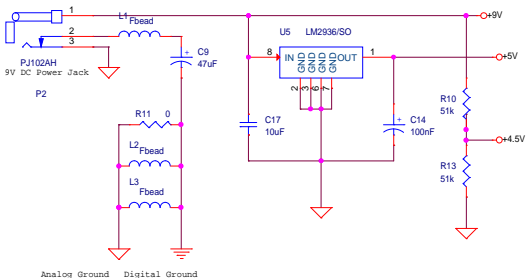 1
2
3
PJ102AH
9V DC Power Jack
P2
L1
Fbead
C9
47uF
R11 0
L2
Fbead
L3
Fbead
Analog Ground Digital Ground
U5 LM2936/SO
8 IN GND GND GND GND OUT 1
2 3 6 7
C17
10uF
C14
100nF
+9V
+5V
R10
51k
+4.5V
R13
51k